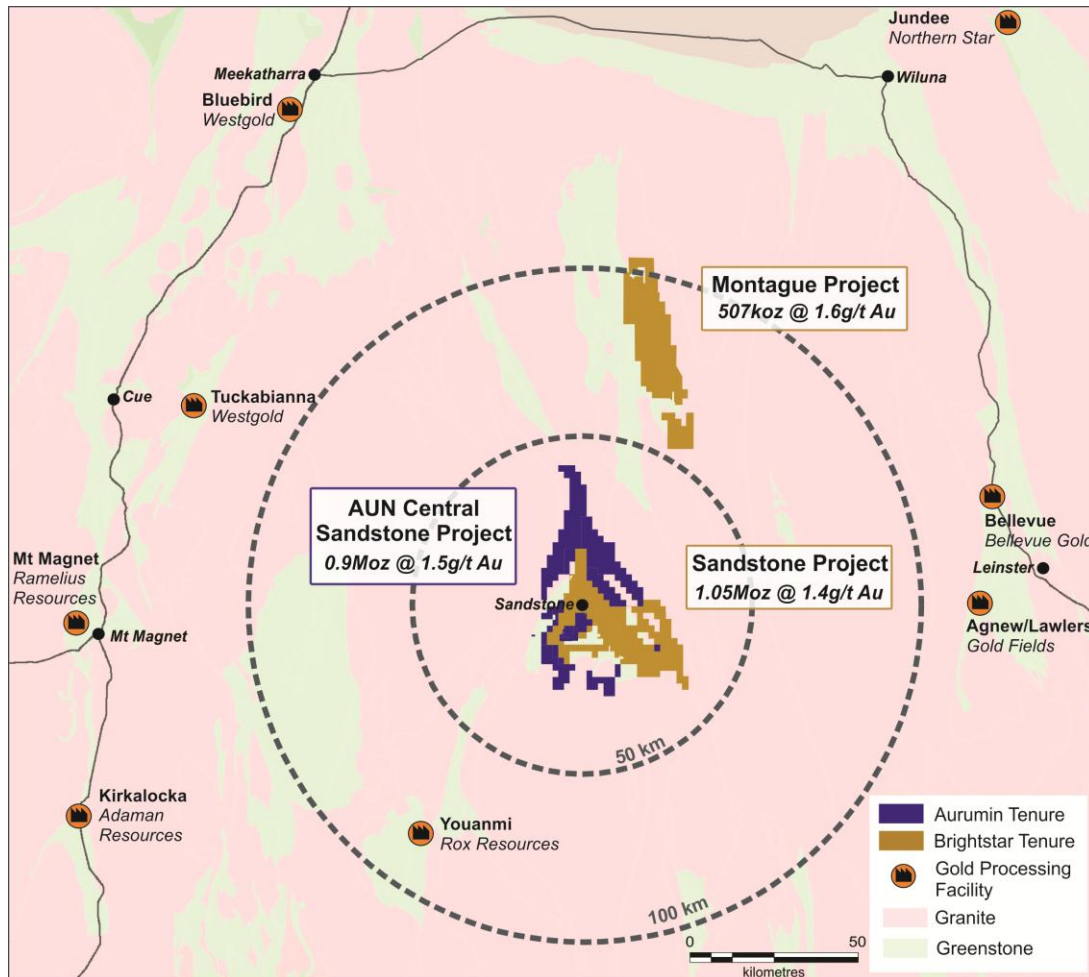 Jundee
Northern Star
Meekatharra
Wiluna
Bluebird
Westgold
Montague Project
507koz @ 1.6g/t Au
Cue
Tuckabianna
Westgold
AUN Central
Sandstone Project
0.9Moz @ 1.5g/t Au
Bellevue
Bellevue Gold
Leinster
Mt Magnet
Ramelius
Resources
Sandstone Project
1.05Moz @ 1.4g/t Au
Sandstone
Agnew/Lawlers
Gold Fields
Mt Magnet
50 km
Kirkalocka
Adaman
Resources
Youanmi
Rox Resources
100 km
Aurumin Tenure
Brightstar Tenure
Gold Processing
Facility
Granite
Greenstone
0 50
kilometres